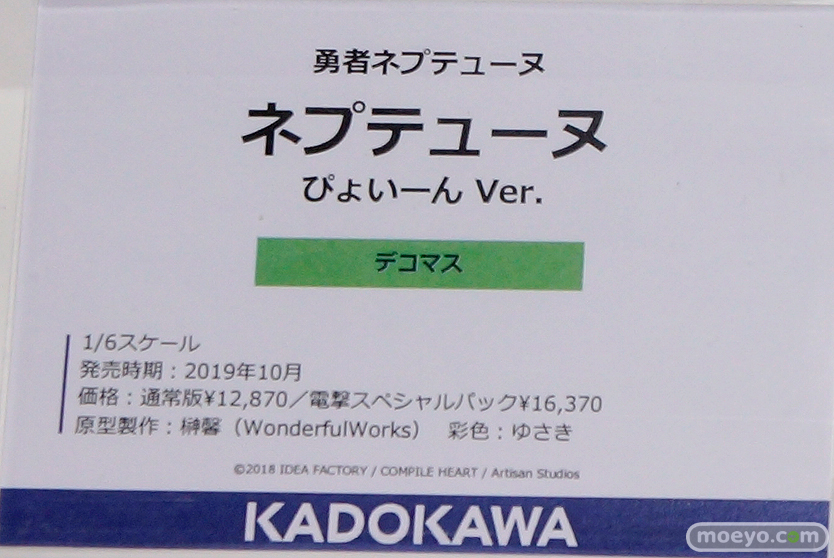 勇者ネプテューヌ
ネプテューヌ
ぴょいーん Ver.
デコマス
1/6スケール
発売時期：2019年10月
価格：通常版¥12,870／電撃スペシャルパック¥16,370
原型製作：榊馨（WonderfulWorks）　彩色：ゆさき
©2018 IDEA FACTORY / COMPILE HEART / Artisan Studios
KADOKAWA
moeyo.com